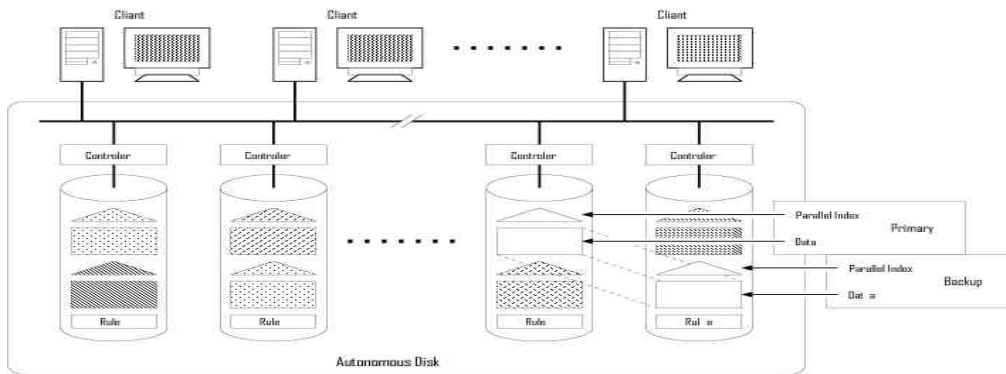 Cliant
Cliant
Cliant
Controler
Controler
Controler
Controler
Parallel Index
Primary
Data
Parallel Index
Backup
Dat a
Rule
Rule
Rule
Rul e
Autonomous Disk